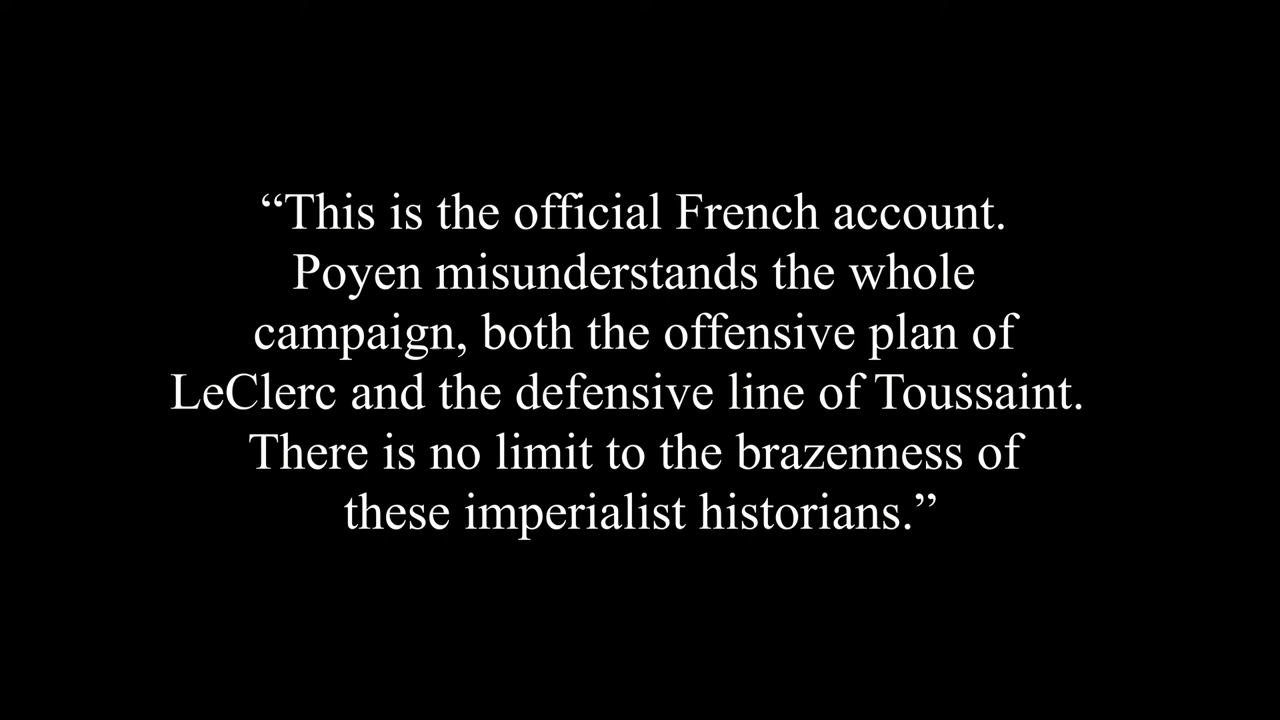 “This is the official French account.
Poyen misunderstands the whole
campaign, both the offensive plan of
LeClerc and the defensive line of Toussaint.
There is no limit to the brazenness of
these imperialist historians.”